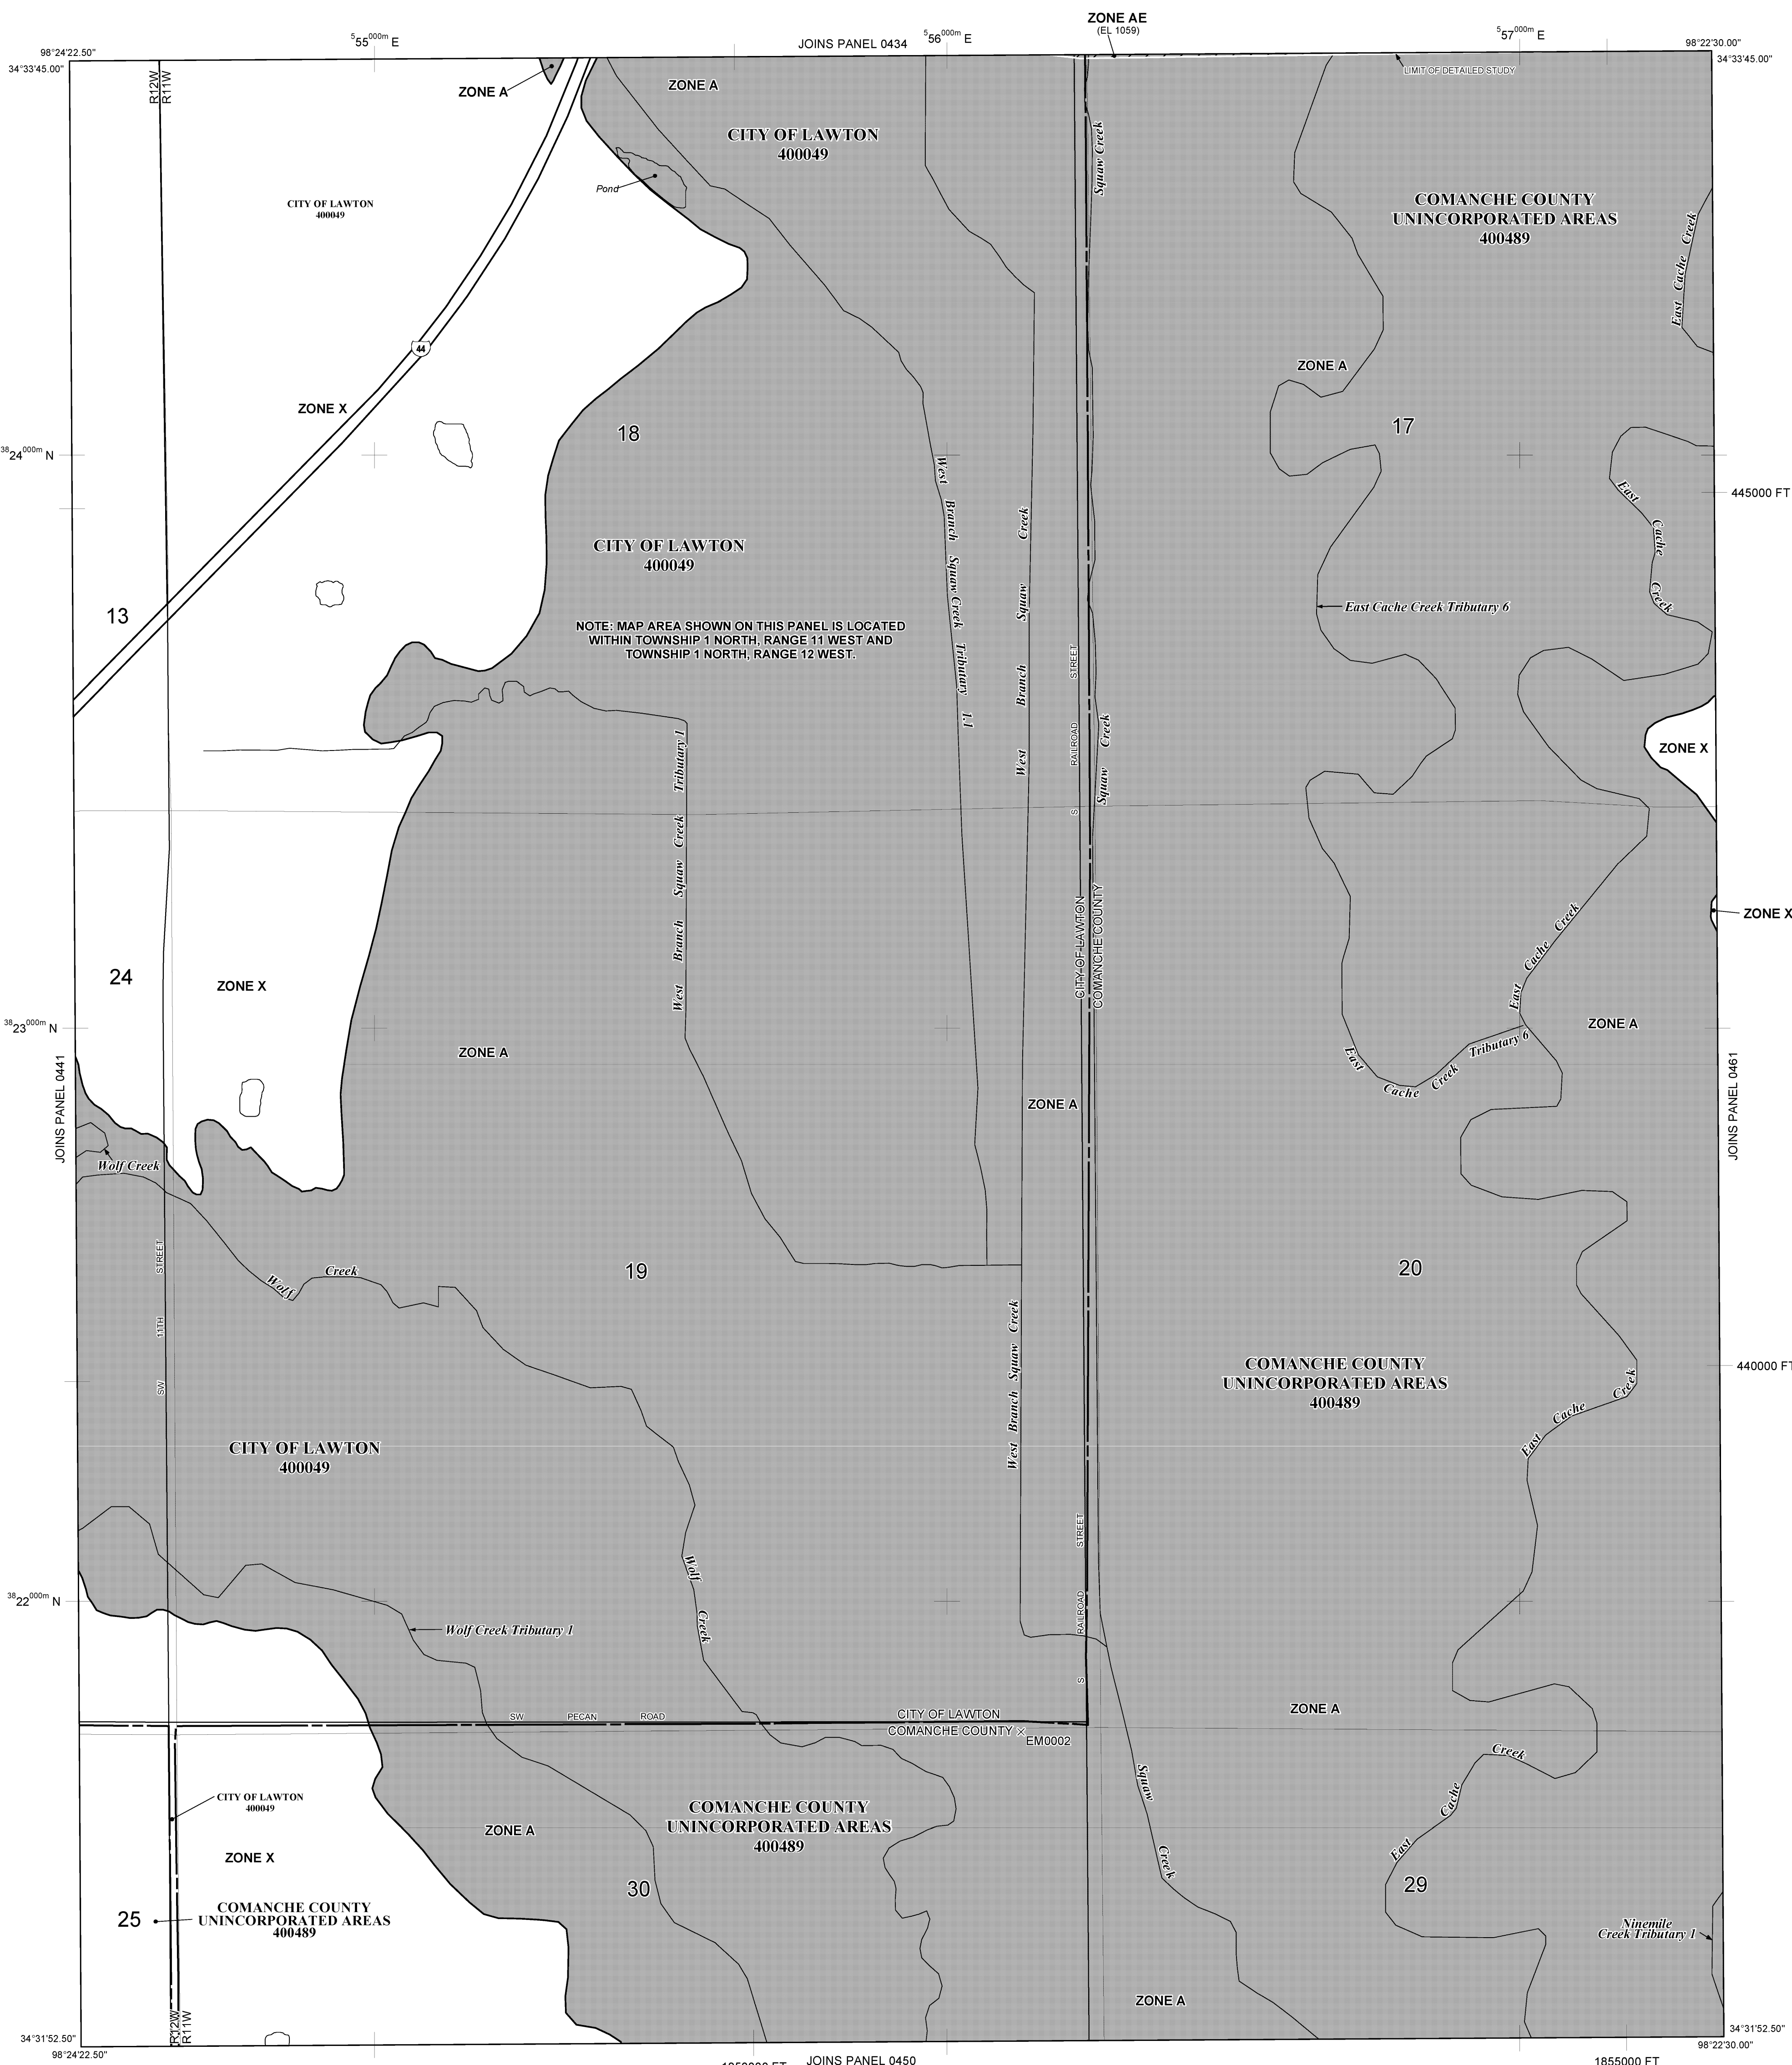 ZONE AE
(EL 1059)
98°24'22.50"
555000m E
JOINS PANEL 0434
556000m E
557000m E
98°22'30.00"
34°33'45.00"
34°33'45.00"
LIMIT OF DETAILED STUDY
R12W
R11W
ZONE A
ZONE A
CITY OF LAWTON
400049
Squaw Creek
Pond
CITY OF LAWTON
400049
COMANCHE COUNTY
UNINCORPORATED AREAS
400489
East Cache Creek
44
ZONE A
ZONE X
18
17
3824000m N
West Branch Squaw Creek Tributary 1.1
West Branch Squaw Creek
East Cache Creek
445000 FT
CITY OF LAWTON
400049
13
East Cache Creek Tributary 6
NOTE: MAP AREA SHOWN ON THIS PANEL IS LOCATED
WITHIN TOWNSHIP 1 NORTH, RANGE 11 WEST AND
TOWNSHIP 1 NORTH, RANGE 12 WEST.
S RAILROAD STREET
Squaw Creek
West Branch Squaw Creek Tributary 1
ZONE X
CITY OF LAWTON
COMANCHE COUNTY
ZONE X
East Cache Creek
24
ZONE X
3823000m N
ZONE A
ZONE A
East Cache Creek Tributary 6
JOINS PANEL 0441
JOINS PANEL 0461
ZONE A
Wolf Creek
SW 11TH STREET
Wolf Creek
19
20
West Branch Squaw Creek
COMANCHE COUNTY
UNINCORPORATED AREAS
400489
440000 FT
East Cache Creek
CITY OF LAWTON
400049
S RAILROAD STREET
Wolf Creek
3822000m N
Wolf Creek Tributary 1
ZONE A
SW PECAN ROAD
CITY OF LAWTON
COMANCHE COUNTY
EM0002
East Cache Creek
Squaw Creek
CITY OF LAWTON
400049
COMANCHE COUNTY
UNINCORPORATED AREAS
400489
ZONE A
ZONE X
30
29
25
COMANCHE COUNTY
UNINCORPORATED AREAS
400489
Ninemile
Creek Tributary 1
ZONE A
R12W
R11W
34°31'52.50"
34°31'52.50"
98°24'22.50"
98°22'30.00"
JOINS PANEL 0450
1855000 FT